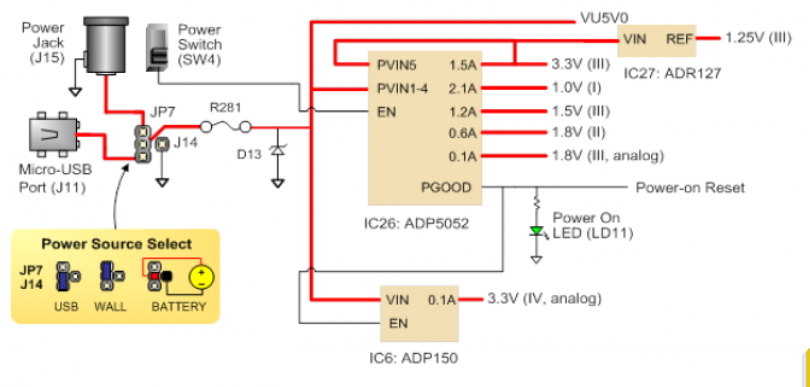 Power
Jack
(J15)
Power
Switch
(SW4)
VU5V0
VIN REF
1.25V (III)
IC27: ADR127
PVIN5 1.5A
3.3V (III)
PVIN1-4 2.1A
1.0V (I)
EN 1.2A
1.5V (III)
0.6A
1.8V (II)
0.1A
1.8V (III, analog)
PGOOD
Power-on Reset
IC26: ADP5052
JP7
R281
J14
D13
Micro-USB
Port (J11)
Power On
LED (LD11)
Power Source Select
JP7
J14
USB WALL BATTERY
+
−
VIN 0.1A
3.3V (IV, analog)
EN
IC6: ADP150